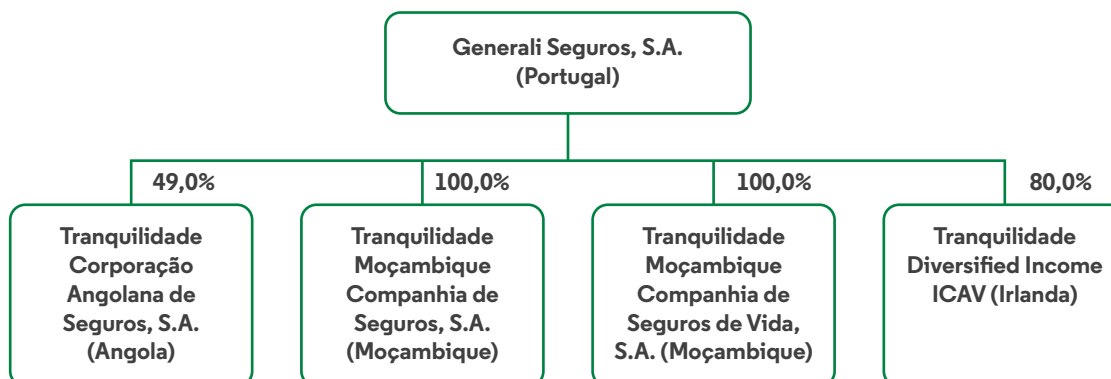 Generali Seguros, S.A.
(Portugal)
49,0%
100,0%
100,0%
80,0%
Tranquilidade
Corporação
Angolana de
Seguros, S.A.
(Angola)
Tranquilidade
Moçambique
Companhia de
Seguros, S.A.
(Moçambique)
Tranquilidade
Moçambique
Companhia de
Seguros de Vida,
S.A. (Moçambique)
Tranquilidade
Diversified Income
ICAV (Irlanda)